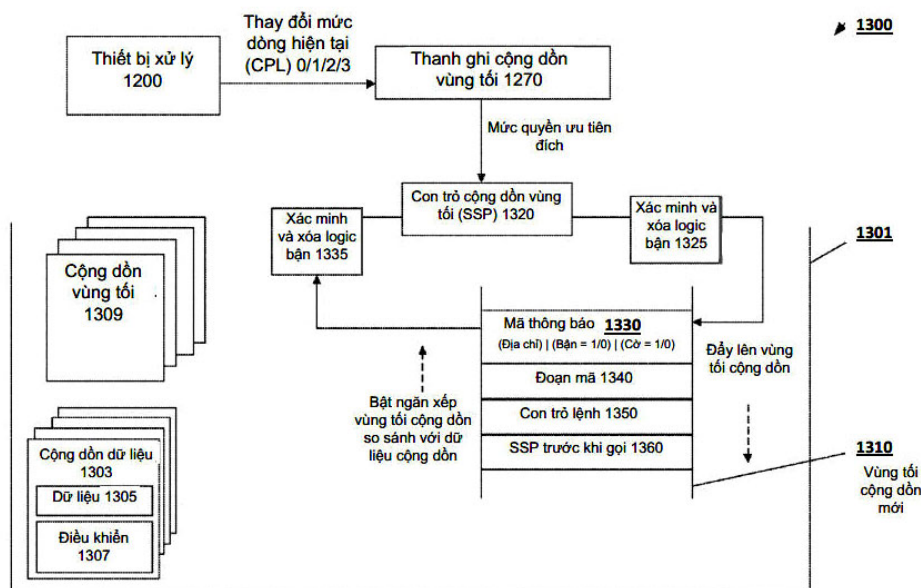 1300
Thay đổi mức
dòng hiện tại
(CPL) 0/1/2/3
Thiết bị xử lý
1200
Thanh ghi cộng dồn
vùng tối 1270
Mức quyền ưu tiên
đích
Con trỏ cộng dồn vùng
tối (SSP) 1320
Xác minh
và xóa logic
bận 1335
Xác minh và
xóa logic
bận 1325
1301
Cộng dồn
vùng tối
1309
Mã thông báo 1330
(Địa chỉ) | (Bận = 1/0) | (Cờ = 1/0)
Đoạn mã 1340
Con trỏ lệnh 1350
SSP trước khi gọi 1360
Đẩy lên vùng
tối cộng dồn
Bật ngăn xếp
vùng tối cộng dồn
so sánh với dữ
liệu cộng dồn
1310
Vùng tối
cộng dồn
mới
Cộng dồn dữ liệu
1303
Dữ liệu 1305
Điều khiển
1307